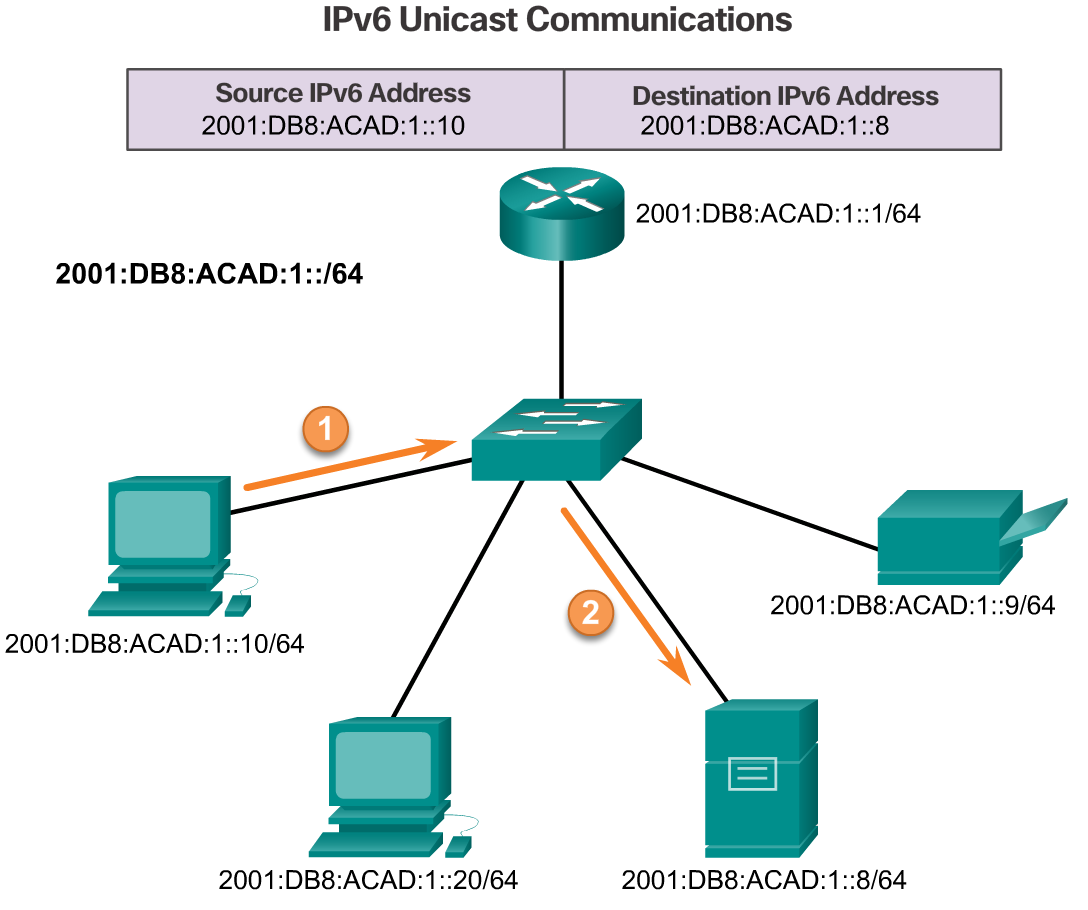 IPv6 Unicast Communications
Source IPv6 Address
2001:DB8:ACAD:1::10
Destination IPv6 Address
2001:DB8:ACAD:1::8
2001:DB8:ACAD:1::1/64
2001:DB8:ACAD:1::/64
1
2
2001:DB8:ACAD:1::9/64
2001:DB8:ACAD:1::10/64
2001:DB8:ACAD:1::20/64
2001:DB8:ACAD:1::8/64